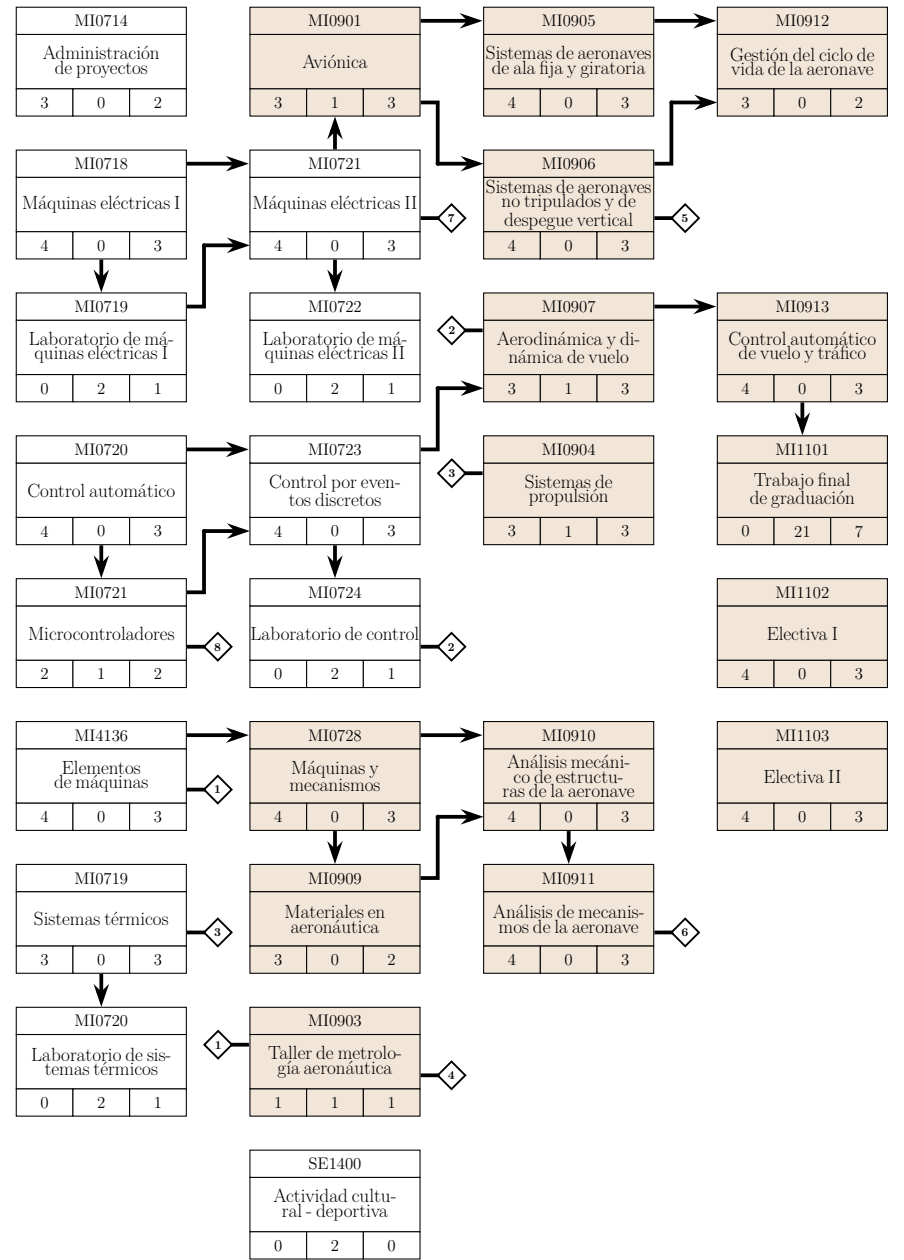 MI0714
Administración
de proyectos
3 0 2
MI0901
Aviónica
3 1 3
MI0905
Sistemas de aeronaves
de ala fija y giratoria
4 0 3
MI0912
Gestión del ciclo de
vida de la aeronave
3 0 2
MI0718
Máquinas eléctricas I
4 0 3
MI0721
Máquinas eléctricas II
4 0 3
7
MI0906
Sistemas de aeronaves
no tripulados y de
despegue vertical
4 0 3
5
MI0719
Laboratorio de má-
quinas eléctricas I
0 2 1
MI0722
Laboratorio de má-
quinas eléctricas II
0 2 1
2
MI0907
Aerodinámica y di-
námica de vuelo
3 1 3
MI0913
Control automático
de vuelo y tráfico
4 0 3
MI0720
Control automático
4 0 3
MI0723
Control por even-
tos discretos
4 0 3
3
MI0904
Sistemas de
propulsión
3 1 3
MI1101
Trabajo final
de graduación
0 21 7
MI0721
Microcontroladores
2 1 2
8
MI0724
Laboratorio de control
0 2 1
2
MI1102
Electiva I
4 0 3
MI4136
Elementos
de máquinas
4 0 3
1
MI0728
Máquinas y
mecanismos
4 0 3
MI0910
Análisis mecáni-
co de estructu-
ras de la aeronave
4 0 3
MI1103
Electiva II
4 0 3
MI0719
Sistemas térmicos
3 0 3
3
MI0909
Materiales en
aeronáutica
3 0 2
MI0911
Análisis de mecanis-
mos de la aeronave
4 0 3
6
MI0720
Laboratorio de sis-
temas térmicos
0 2 1
1
MI0903
Taller de metrolo-
gía aeronáutica
1 1 1
4
SE1400
Actividad cultu-
ral - deportiva
0 2 0